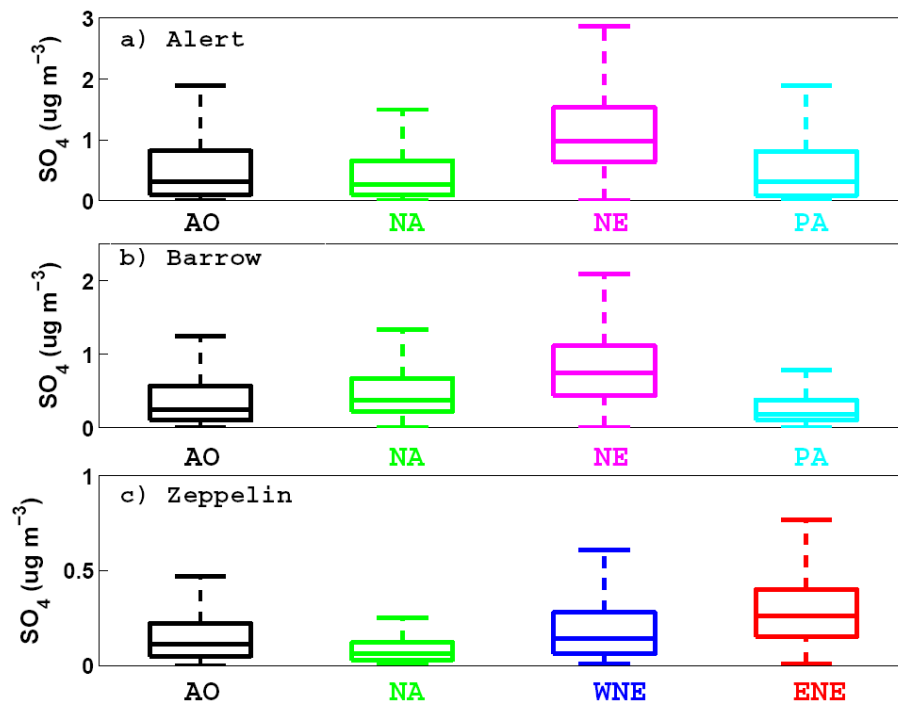 a) Alert
SO4 (ug m−3)
3
2
1
0
AO NA NE PA
b) Barrow
SO4 (ug m−3)
2
1
0
AO NA NE PA
c) Zeppelin
SO4 (ug m−3)
1
0.5
0
AO NA WNE ENE